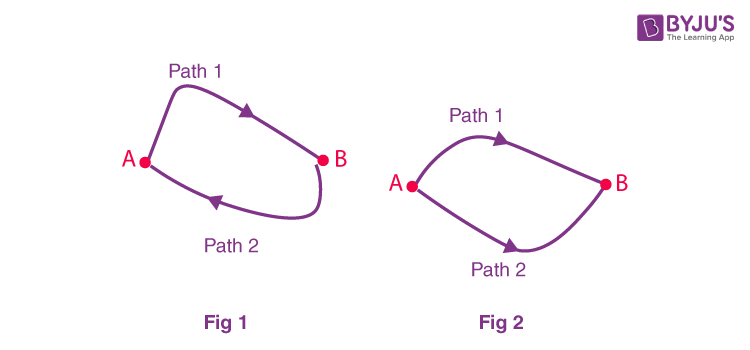 BYJU'S
The Learning App
Path 1
A
B
Path 2
Fig 1
Path 1
A
B
Path 2
Fig 2